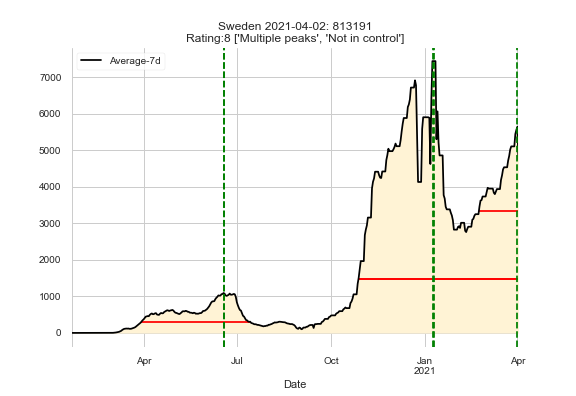 Sweden 2021-04-02: 813191
Rating:8 ['Multiple peaks', 'Not in control']
Average-7d
7000
6000
5000
4000
3000
2000
1000
0
Apr
Jul
Oct
Jan
2021
Apr
Date